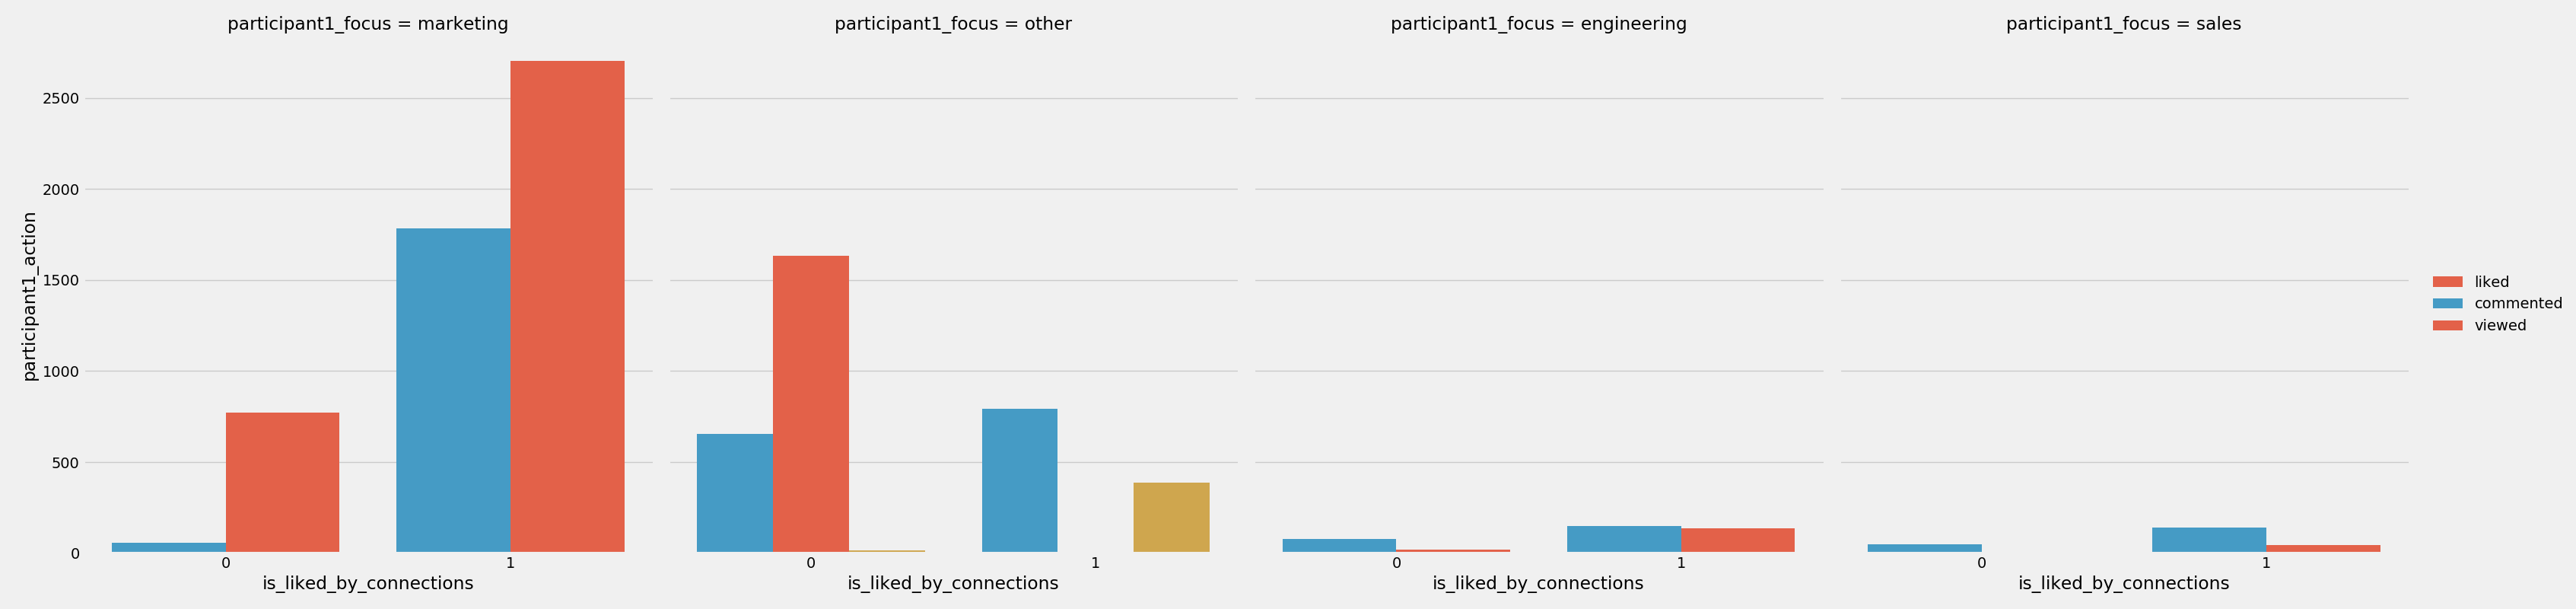 participant1_focus = marketing
participant1_focus = other
participant1_focus = engineering
participant1_focus = sales
participant1_action
2500
2000
1500
1000
500
0
0 1
0 1
0 1
0 1
is_liked_by_connections
is_liked_by_connections
is_liked_by_connections
is_liked_by_connections
liked
commented
viewed